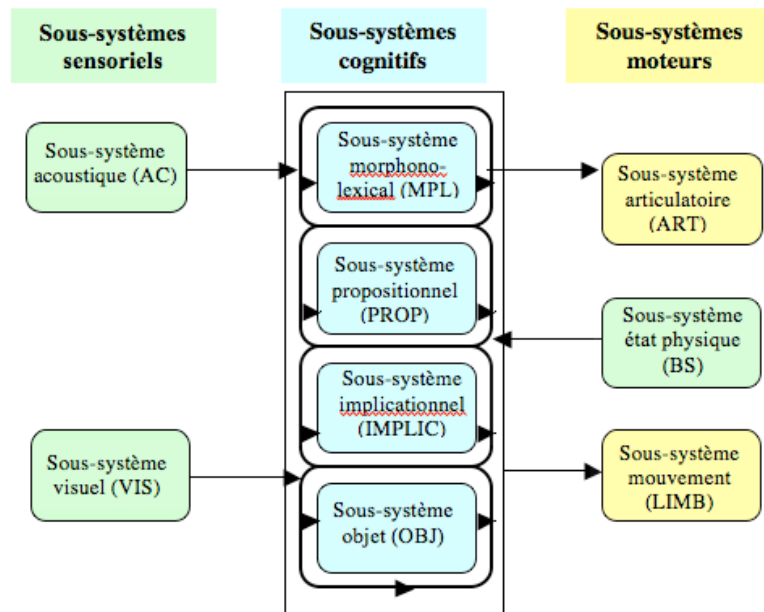 Sous-systèmes
sensoriels
Sous-systèmes
cognitifs
Sous-systèmes
moteurs
Sous-système
acoustique (AC)
Sous-système
visuel (VIS)
Sous-système
morphono-
lexical (MPL)
Sous-système
propositionnel
(PROP)
Sous-système
implicationnel
(IMPLIC)
Sous-système
objet (OBJ)
Sous-système
articulatoire
(ART)
Sous-système
état physique
(BS)
Sous-système
mouvement
(LIMB)